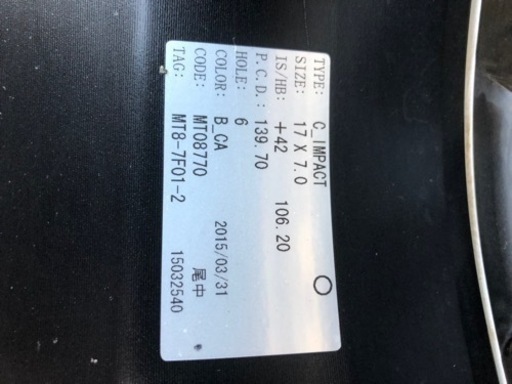 TYPE: C_IMPACT
SIZE: 17 X 7.0
IS/HB: +42 106.20
P.C.D.: 139.70
HOLE: 6
COLOR: B_CA 2015/03/31
CODE: MT08770 尾中
TAG: MT8-7F01-2 15032540